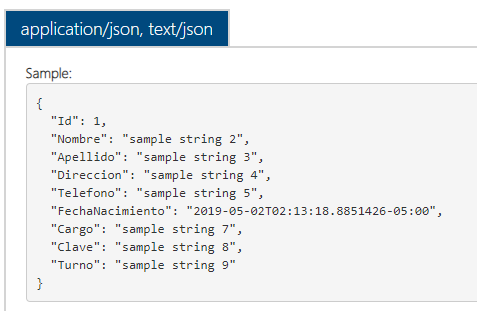 application/json, text/json
Sample:
{
  "Id": 1,
  "Nombre": "sample string 2",
  "Apellido": "sample string 3",
  "Direccion": "sample string 4",
  "Telefono": "sample string 5",
  "FechaNacimiento": "2019-05-02T02:13:18.8851426-05:00",
  "Cargo": "sample string 7",
  "Clave": "sample string 8",
  "Turno": "sample string 9"
}